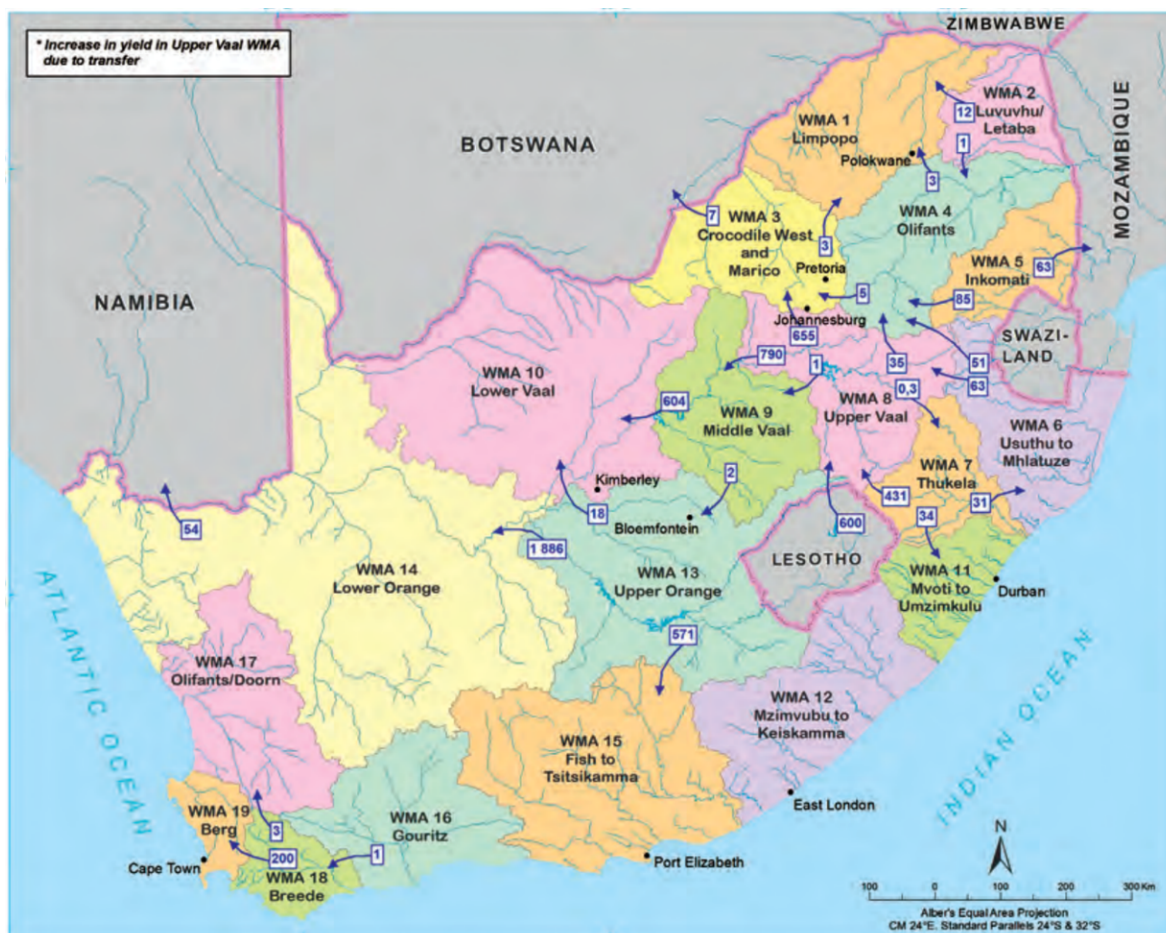 * Increase in yield in Upper Vaal WMA
due to transfer
ZIMBWABWE
MOZAMBIQUE
BOTSWANA
NAMIBIA
WMA 1
Limpopo
Polokwane
WMA 2
Luvuvhu/
Letaba
12
1
3
7
WMA 3
Crocodile West
and
Marico
3
Pretoria
WMA 4
Olifants
WMA 5
Inkomati
63
5
85
Johannesburg
655
SWAZI-
LAND
790
1
35
51
63
0,3
WMA 10
Lower Vaal
604
WMA 9
Middle Vaal
WMA 8
Upper Vaal
WMA 6
Usuthu to
Mhlatuze
WMA 7
Thukela
2
Kimberley
18
Bloemfontein
431
31
34
600
54
1 886
LESOTHO
WMA 14
Lower Orange
WMA 13
Upper Orange
WMA 11
Mvoti to
Umzimkulu
Durban
571
WMA 17
Olifants/Doorn
WMA 12
Mzimvubu to
Keiskamma
WMA 15
Fish to
Tsitsikamma
ATLANTIC OCEAN
INDIAN OCEAN
East London
WMA 19
Berg
3
WMA 16
Gouritz
200
1
Cape Town
WMA 18
Breede
Port Elizabeth
N
100 0 100 200 300 Km
Alber's Equal Area Projection
CM 24°E. Standard Parallels 24°S & 32°S